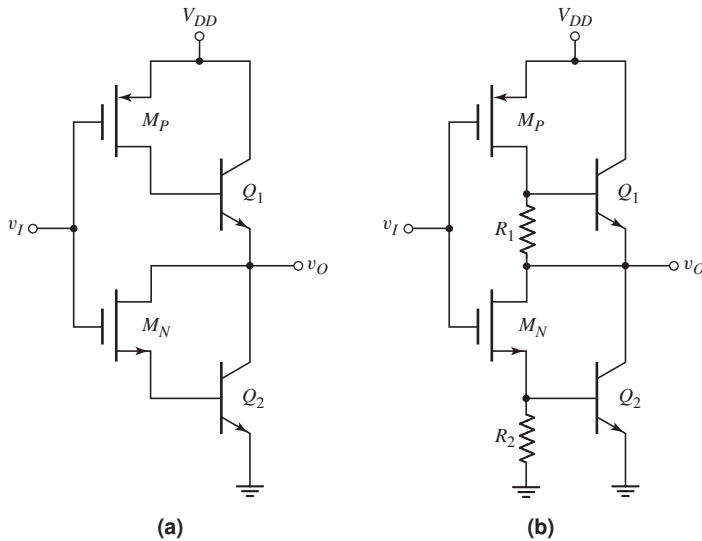 V_DD
M_P
Q_1
v_I
v_O
M_N
Q_2
(a)
V_DD
M_P
Q_1
R_1
v_I
v_O
M_N
Q_2
R_2
(b)